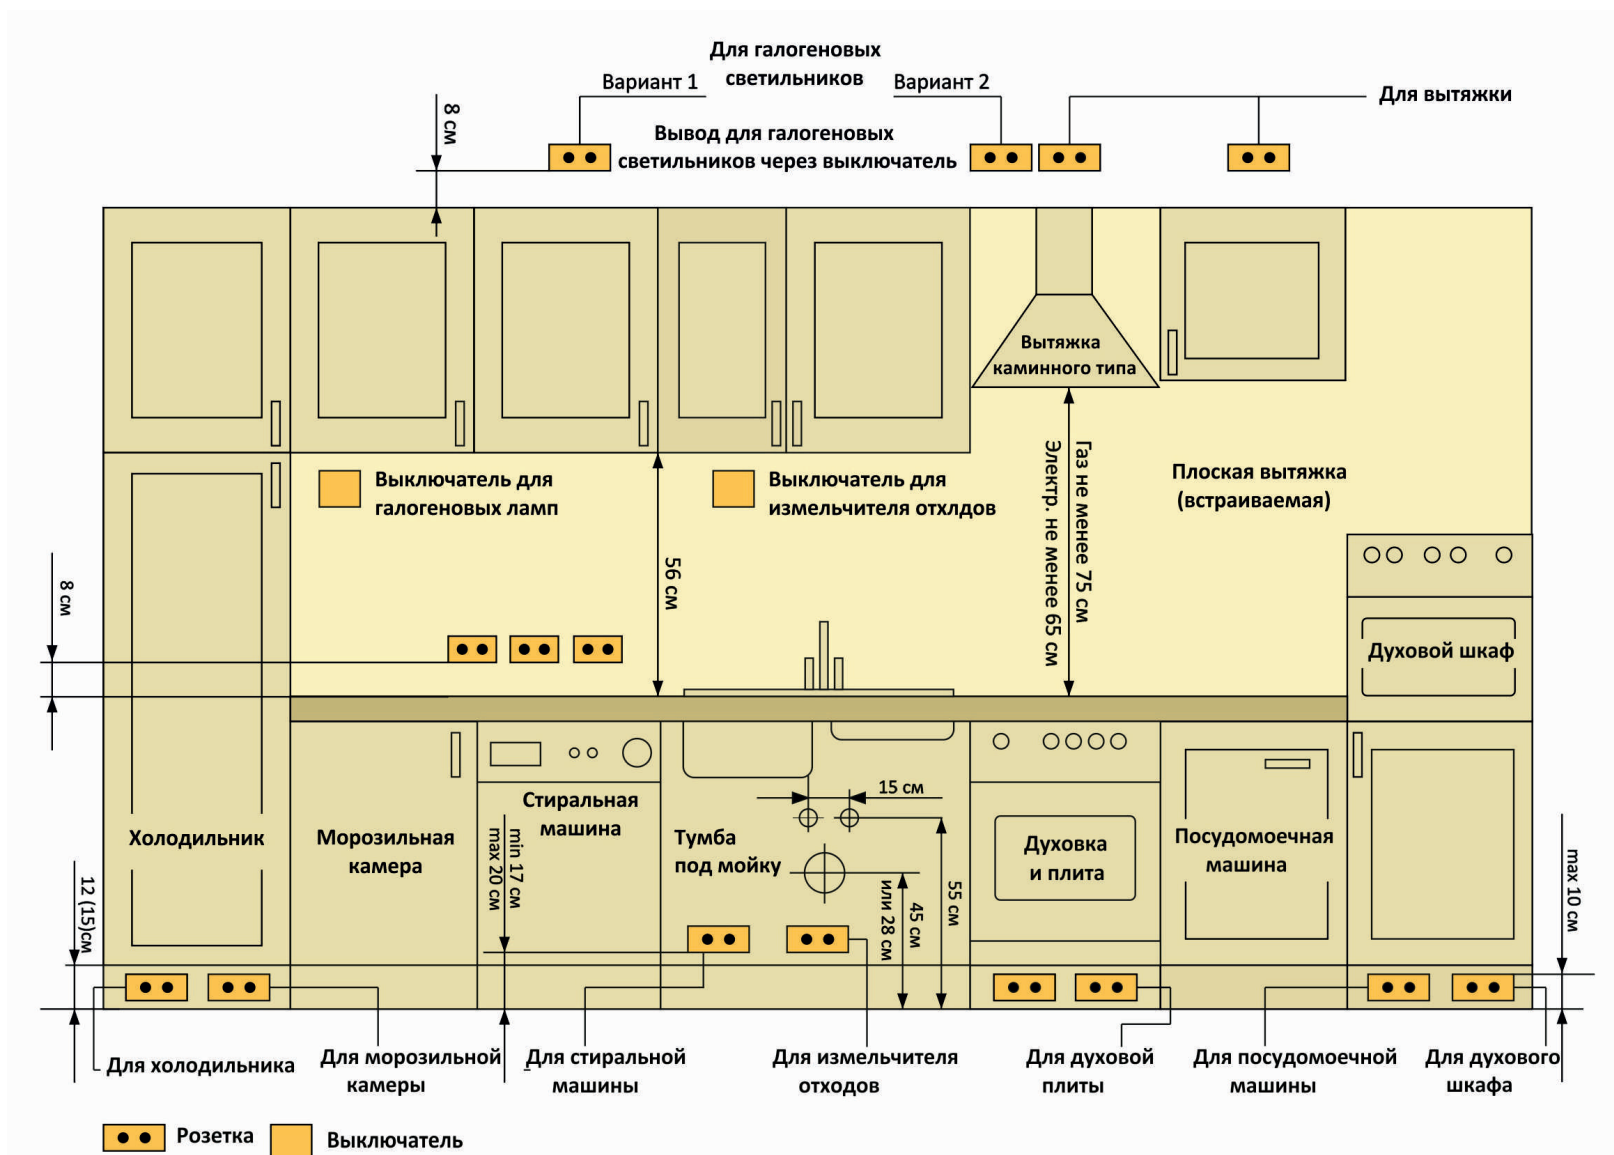 Для галогеновых
светильников
Вариант 1
Вариант 2
Для вытяжки
8 см
Вывод для галогеновых
светильников через выключатель
Вытяжка
каминного типа
Газ не менее 75 см
Электр. не менее 65 см
Плоская вытяжка
(встраиваемая)
Выключатель для
галогеновых ламп
Выключатель для
измельчителя отхлдов
56 см
8 см
Духовой шкаф
15 см
Холодильник
Морозильная
камера
Стиральная
машина
min 17 см
max 20 см
Тумба
под мойку
45 см
или 28 см
55 см
Духовка
и плита
Посудомоечная
машина
max 10 см
12 (15)см
Для холодильника
Для морозильной
камеры
Для стиральной
машины
Для измельчителя
отходов
Для духовой
плиты
Для посудомоечной
машины
Для духового
шкафа
Розетка
Выключатель